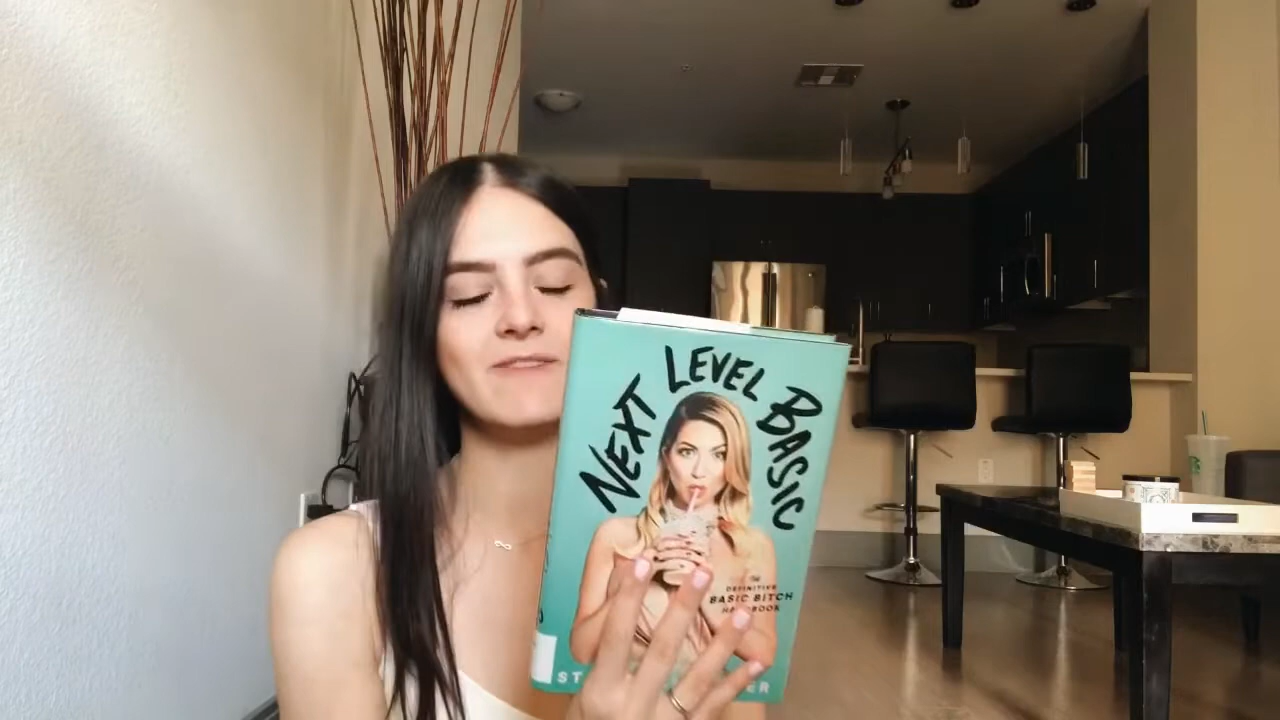 NEXT LEVEL BASIC
THE
DEFINITIVE
BASIC BITCH
HANDBOOK